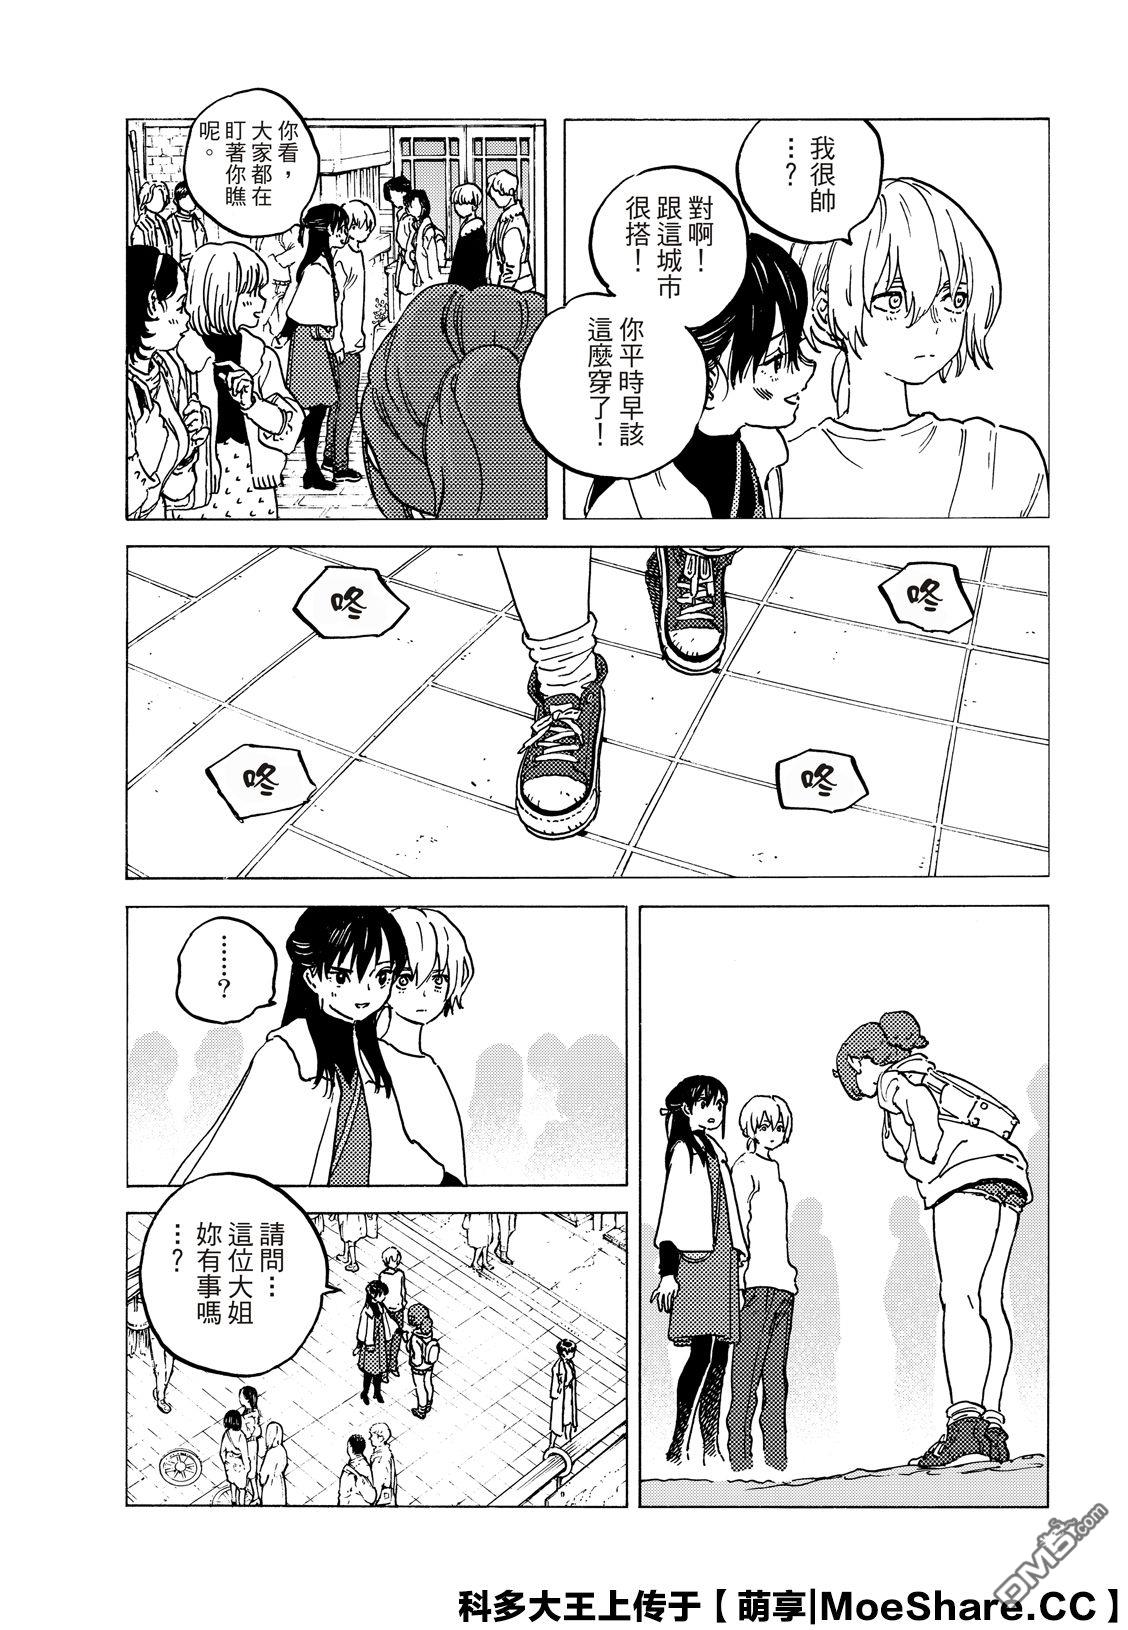 我很帥
…?
對啊！
跟這城市
很搭！
你平時早該
這麼穿了！
你看，
大家都在
盯著你瞧
呢。
咚
咚
咚
咚
……?
請問…
這位大姐
妳有事嗎
…?
DM5.com
科多大王上传于【萌享|MoeShare.CC】